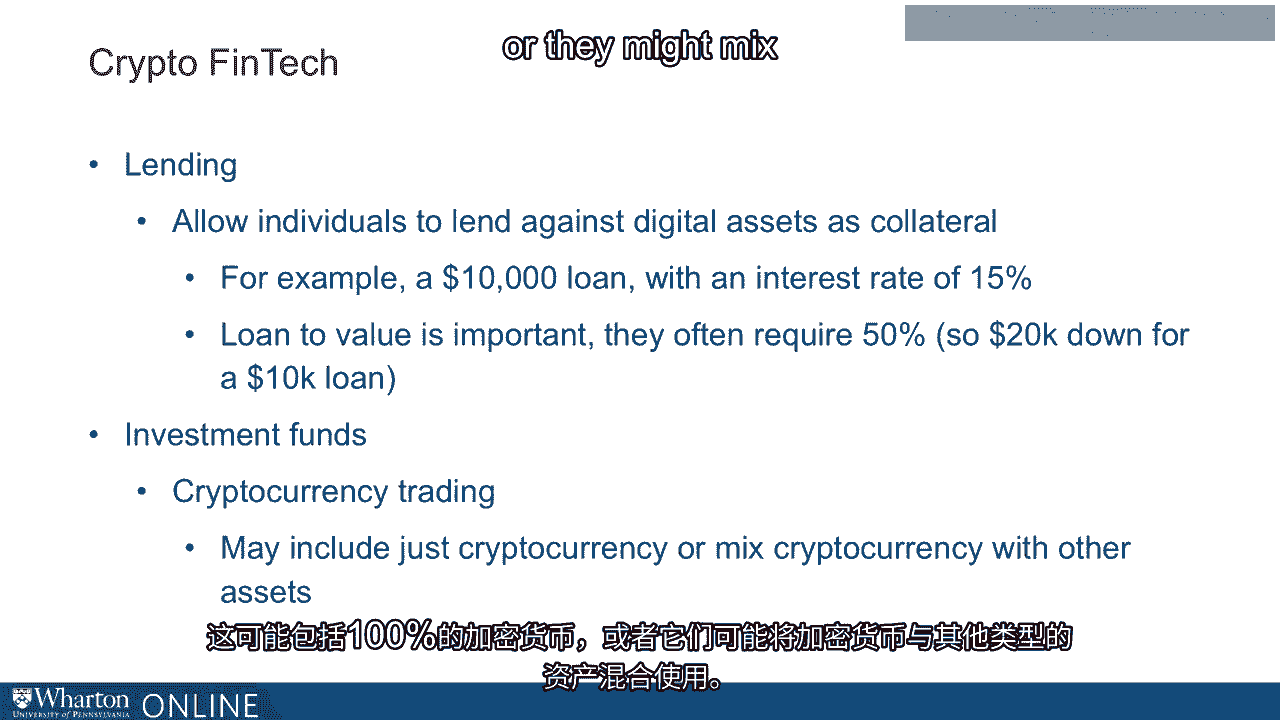 or they might mix
Crypto FinTech
• Lending
• Allow individuals to lend against digital assets as collateral
• For example, a $10,000 loan, with an interest rate of 15%
• Loan to value is important, they often require 50% (so $20k down for
a $10k loan)
• Investment funds
• Cryptocurrency trading
• May include just cryptocurrency or mix cryptocurrency with other
assets
这可能包括100%的加密货币，或者它们可能将加密货币与其他类型的
资产混合使用。
Wharton ONLINE
UNIVERSITY of PENNSYLVANIA